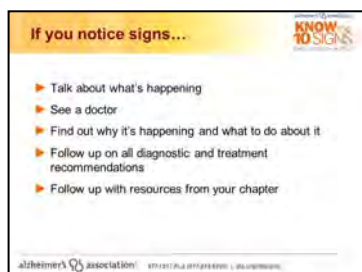 If you notice signs…
KNOW
10 SIGNS
Talk about what's happening
See a doctor
Find out why it's happening and what to do about it
Follow up on all diagnostic and treatment
recommendations
Follow up with resources from your chapter
alzheimer's association